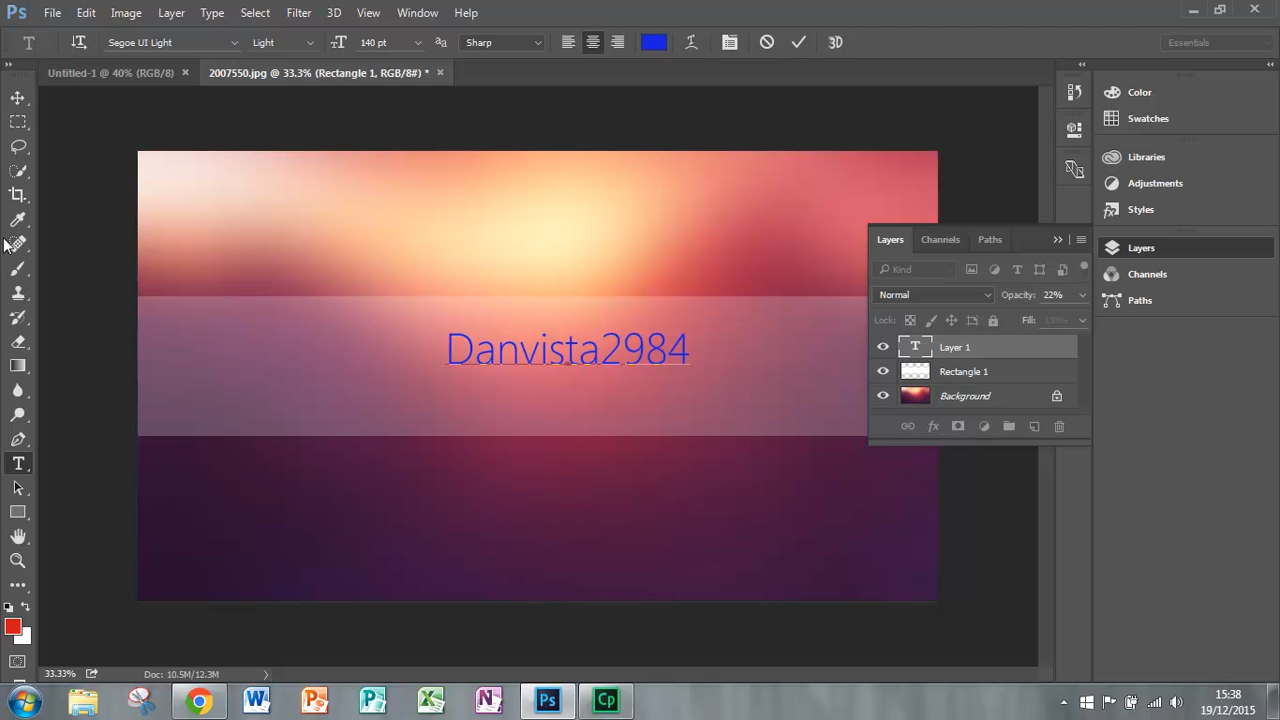 Ps File Edit Image Layer Type Select Filter 3D View Window Help
Segoe UI Light Light 140 pt Sharp 3D Essentials
Untitled-1 @ 40% (RGB/8) × 2007550.jpg @ 33.3% (Rectangle 1, RGB/8#) * ×
Color
Swatches
Libraries
Adjustments
Styles
Layers
Channels
Paths
Layers Channels Paths
Kind
Normal Opacity: 22%
Lock: Fill: 100%
T Layer 1
Rectangle 1
Background
Danvista2984
33.33% Doc: 10.5M/12.3M
15:38
19/12/2015